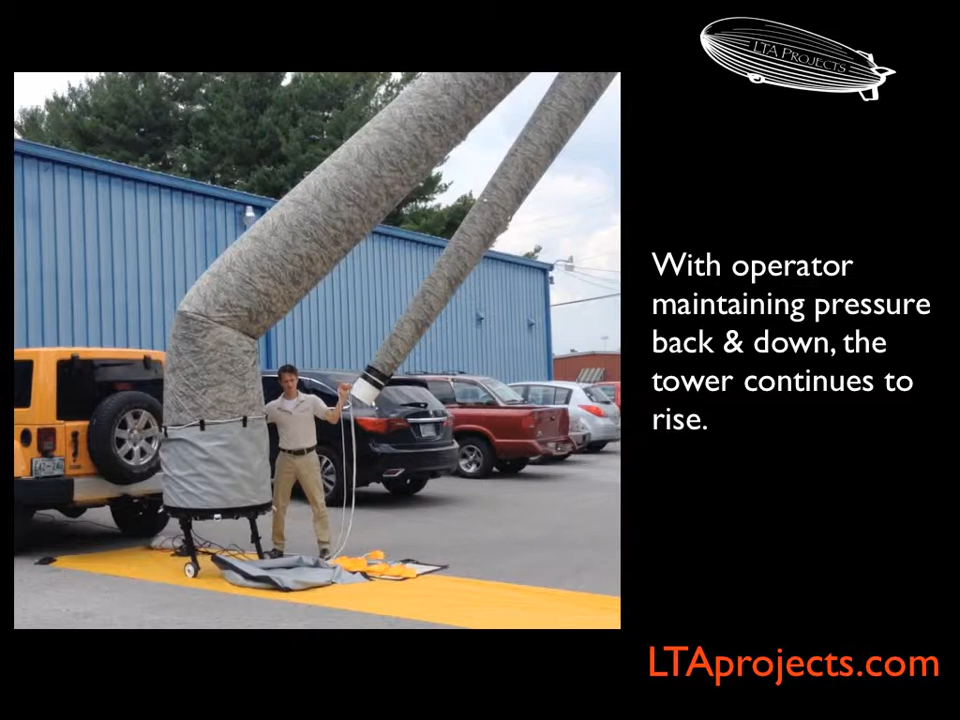 LTA PROJECTS
With operator
maintaining pressure
back & down, the
tower continues to
rise.
LTAprojects.com